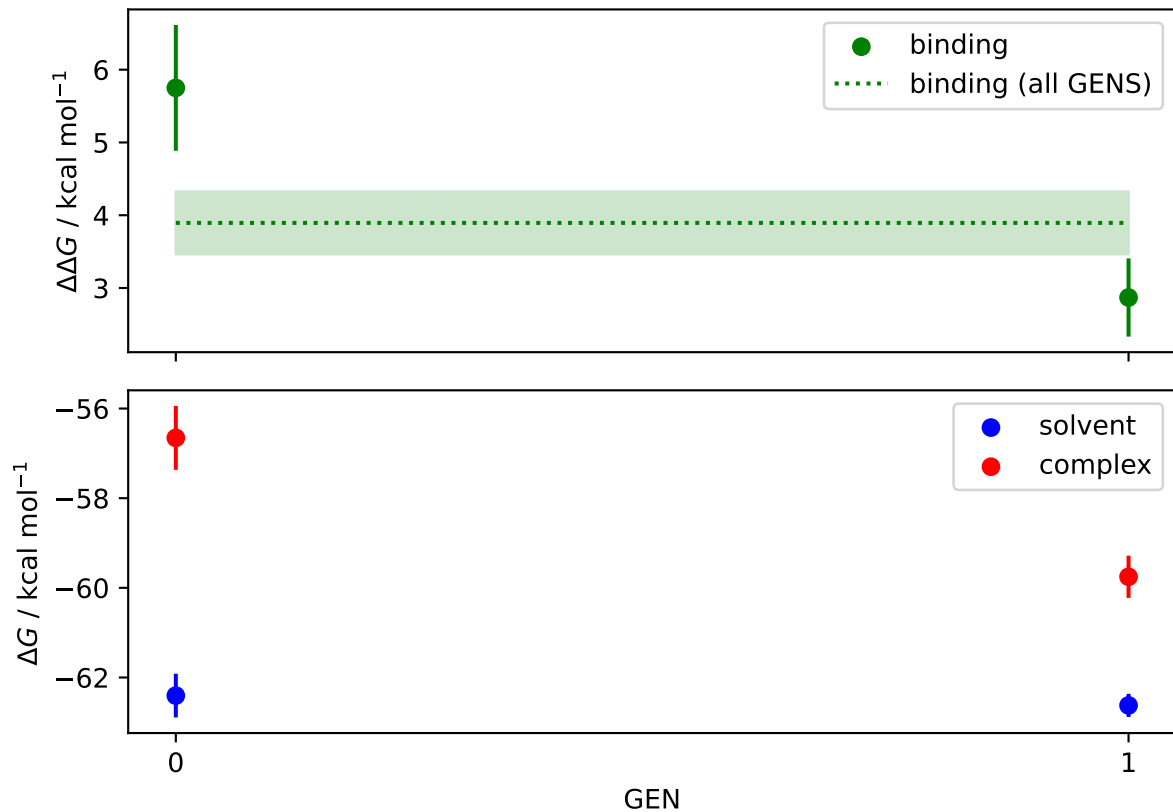 6
5
4
3
ΔΔG / kcal mol⁻¹
binding
binding (all GENS)
−56
−58
−60
−62
ΔG / kcal mol⁻¹
solvent
complex
0
1
GEN